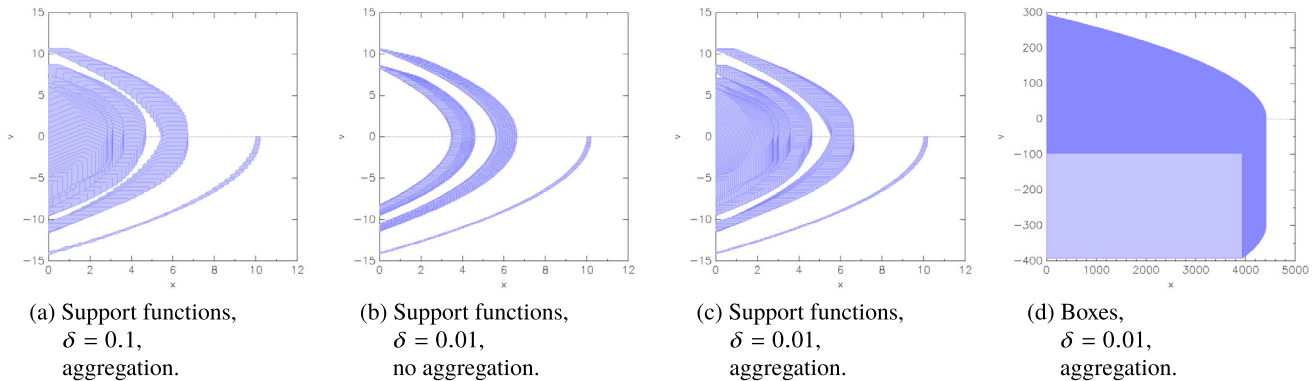 15
10
5
0
−5
−10
−15
0 2 4 6 8 10 12
v
x
(a) Support functions,
δ = 0.1,
aggregation.
15
10
5
0
−5
−10
−15
0 2 4 6 8 10 12
v
x
(b) Support functions,
δ = 0.01,
no aggregation.
15
10
5
0
−5
−10
−15
0 2 4 6 8 10 12
v
x
(c) Support functions,
δ = 0.01,
aggregation.
300
200
100
0
−100
−200
−300
−400
0 1000 2000 3000 4000 5000
v
x
(d) Boxes,
δ = 0.01,
aggregation.